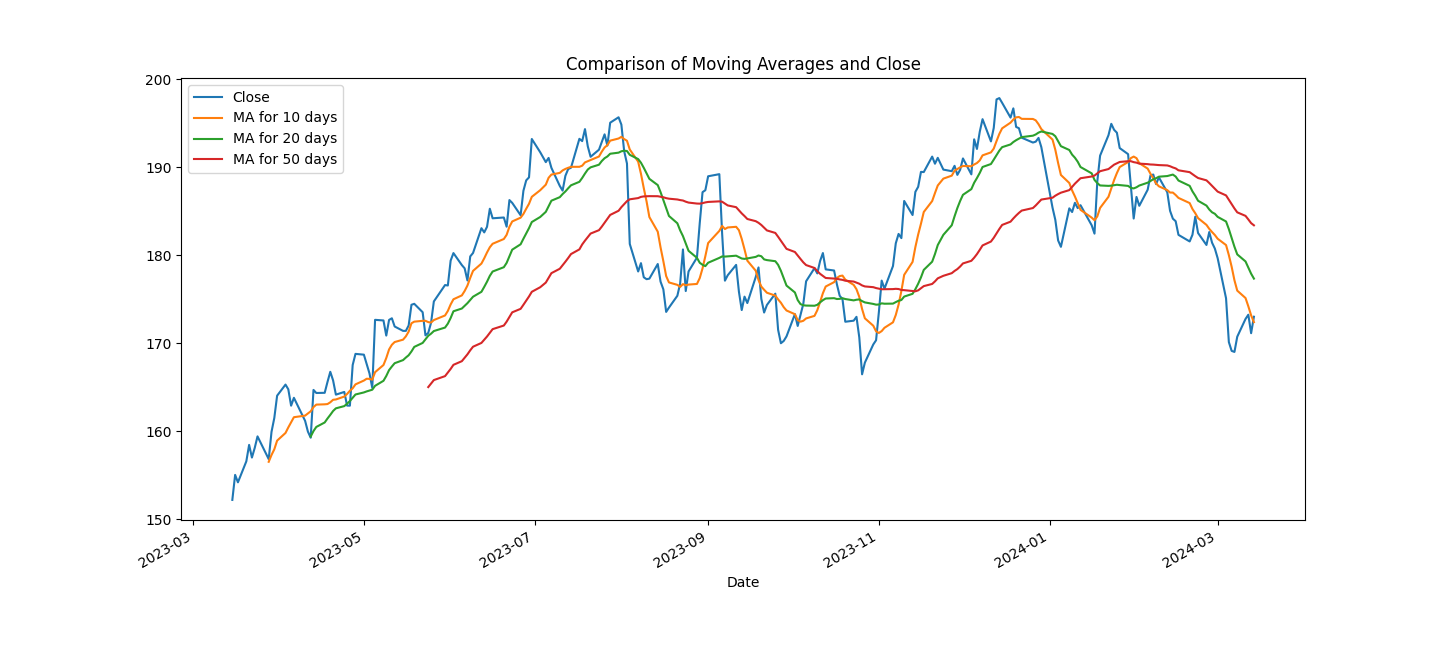 Comparison of Moving Averages and Close
200
190
180
170
160
150
Close
MA for 10 days
MA for 20 days
MA for 50 days
2023-03
2023-05
2023-07
2023-09
2023-11
2024-01
2024-03
Date